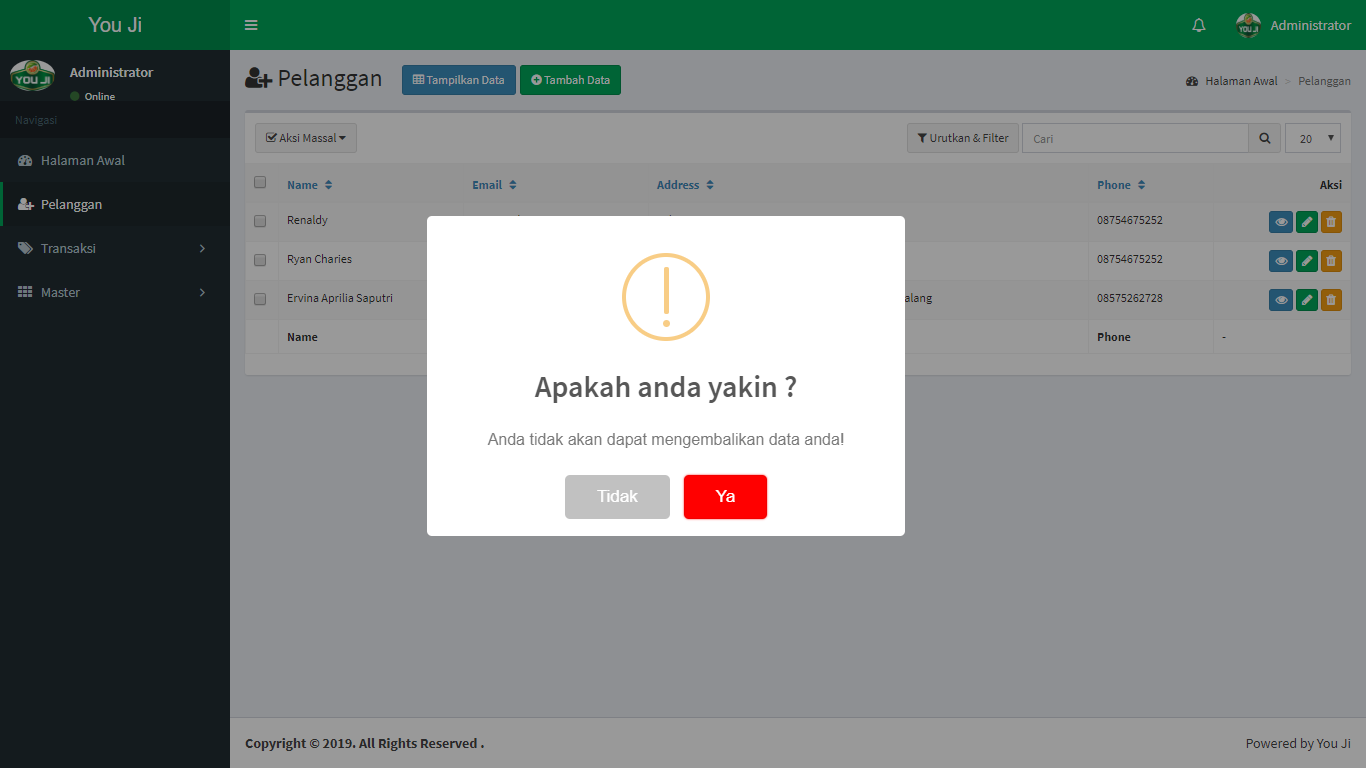 You Ji
Administrator
YOU JI
Administrator
Online
Navigasi
Halaman Awal
Pelanggan
Transaksi
Master
Pelanggan
Tampilkan Data
Tambah Data
Halaman Awal > Pelanggan
Aksi Massal
Urutkan & Filter
Cari
20
Name Email Address Phone Aksi
Renaldy 08754675252
Ryan Charies 08754675252
Ervina Aprilia Saputri alang 08575262728
Name Phone -
Apakah anda yakin ?
Anda tidak akan dapat mengembalikan data anda!
Tidak
Ya
Copyright © 2019. All Rights Reserved .
Powered by You Ji